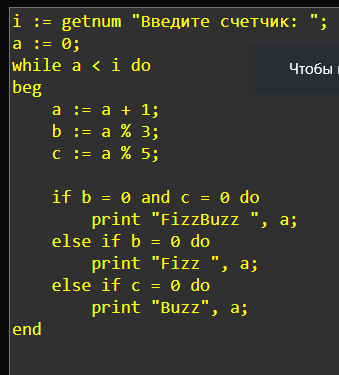 i := getnum "Введите счетчик: ";
a := 0;
while a < i do
beg
    a := a + 1;
    b := a % 3;
    c := a % 5;

    if b = 0 and c = 0 do
        print "FizzBuzz ", a;
    else if b = 0 do
        print "Fizz ", a;
    else if c = 0 do
        print "Buzz", a;
end
Чтобы